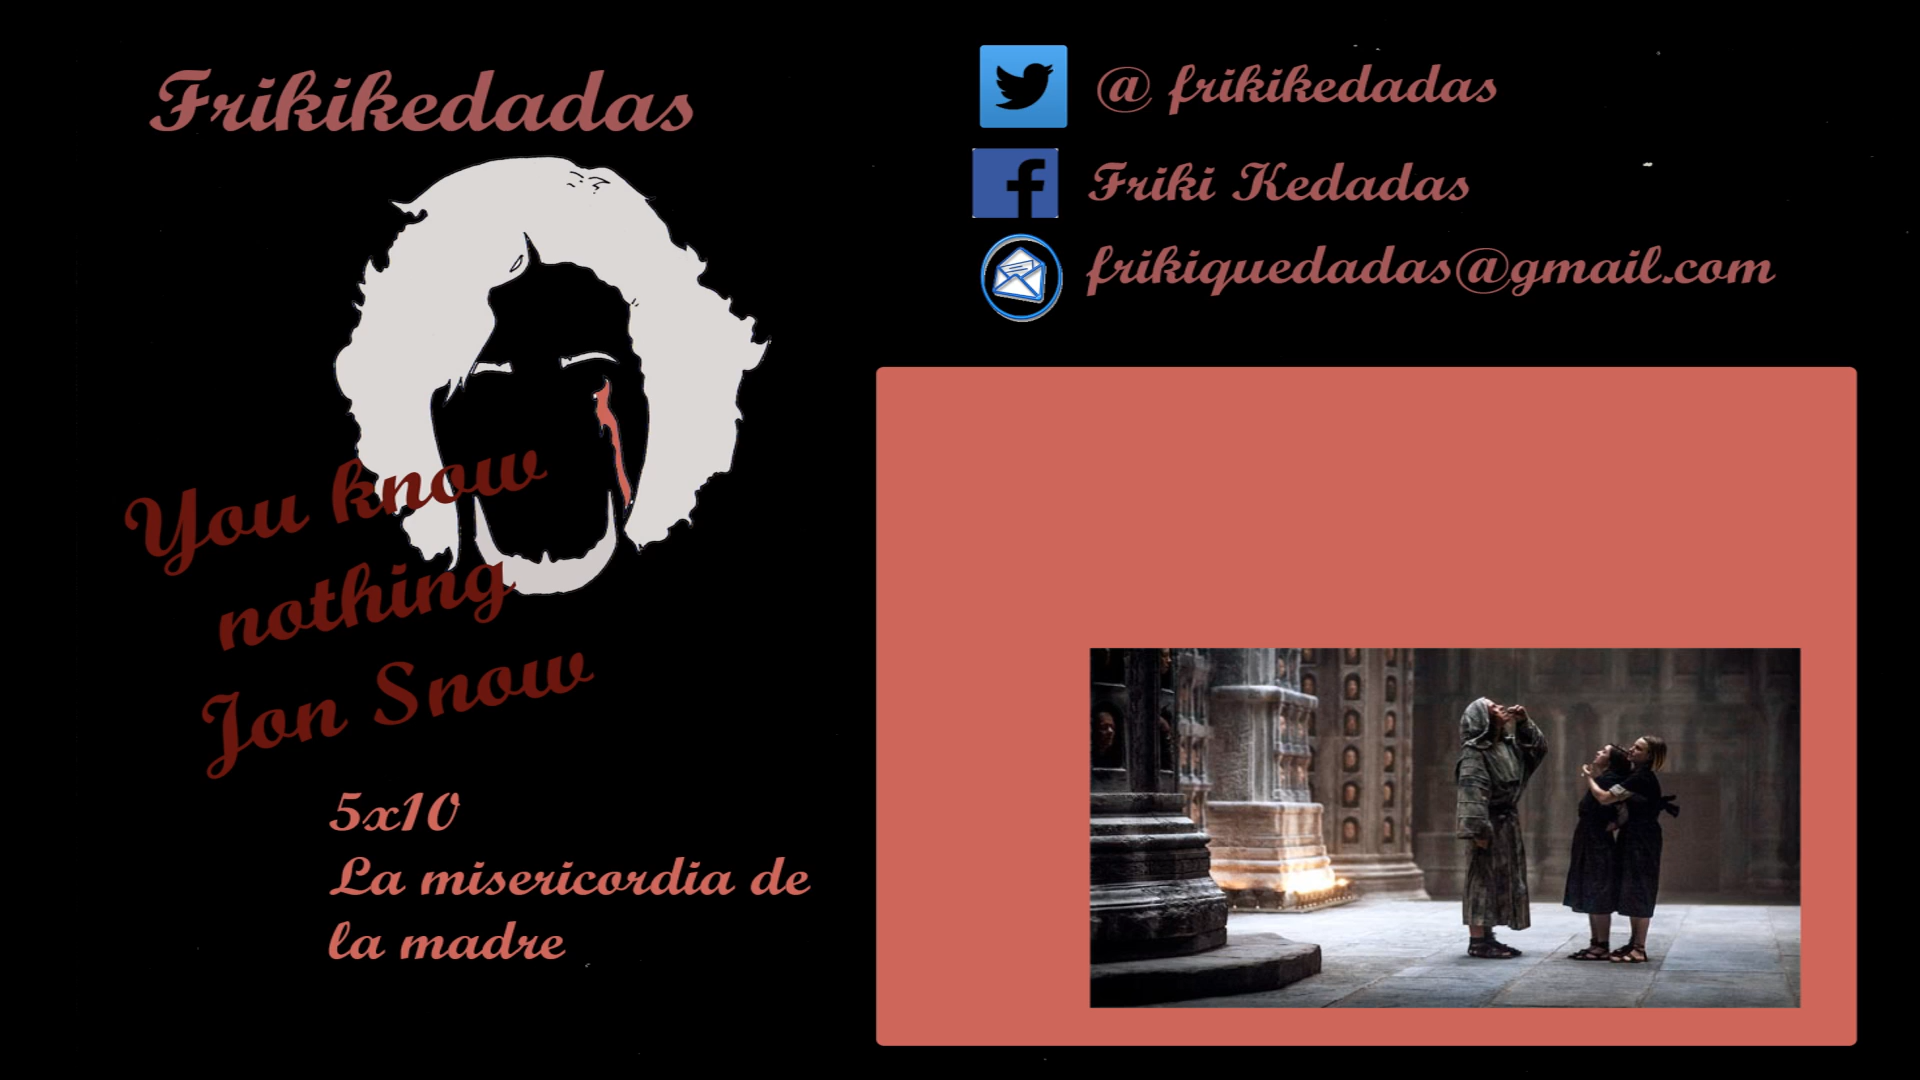 Frikikedadas
@ frikikedadas
Friki Kedadas
frikiquedadas@gmail.com
You know
nothing
Jon Snow
5x10
La misericordia de
la madre